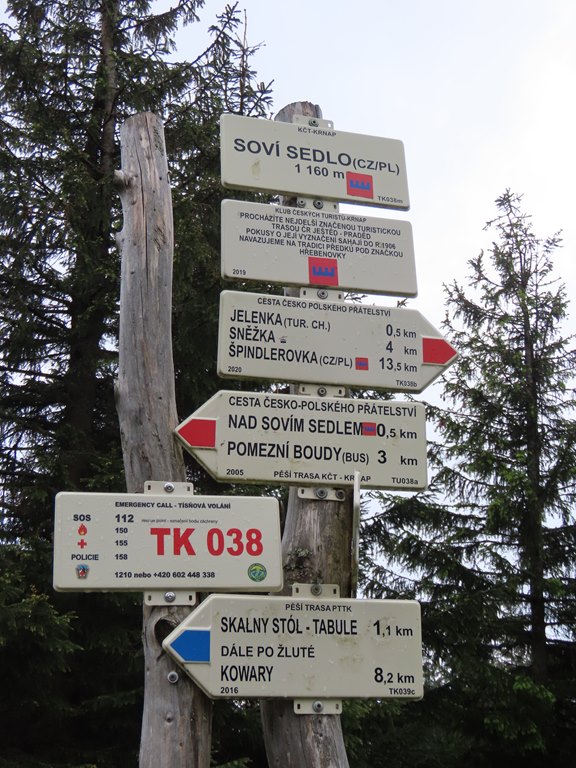 KČT-KRNAP
SOVÍ SEDLO(CZ/PL)
1 160 m
TK038m
KLUB ČESKÝCH TURISTŮ-KRNAP
PROCHÁZÍTE NEJDELŠÍ ZNAČENOU TURISTICKOU
TRASOU ČR JEŠTĚD - PRADĚD
POKUSY O JEJÍ VYZNAČENÍ SAHAJÍ DO R.1906
NAVAZUJEME NA TRADICI PŘEDKŮ POD ZNAČKOU
HŘEBENOVKY
2019
CESTA ČESKO POLSKÉHO PŘÁTELSTVÍ
JELENKA(TUR. CH.) 0,5 km
SNĚŽKA 4 km
ŠPINDLEROVKA(CZ/PL) 13,5 km
2020 TK038b
CESTA ČESKO-POLSKÉHO PŘÁTELSTVÍ
NAD SOVÍM SEDLEM 0,5 km
POMEZNÍ BOUDY(BUS) 3 km
2005 PĚŠÍ TRASA KČT - KRNAP TU038a
EMERGENCY CALL - TÍSŇOVÁ VOLÁNÍ
SOS 112
150
155
POLICIE 158
TK 038
1210 nebo +420 602 448 338
PĚŠÍ TRASA PTTK
SKALNY STÓL - TABULE 1,1 km
DÁLE PO ŽLUTÉ
KOWARY 8,2 km
2016 TK039c